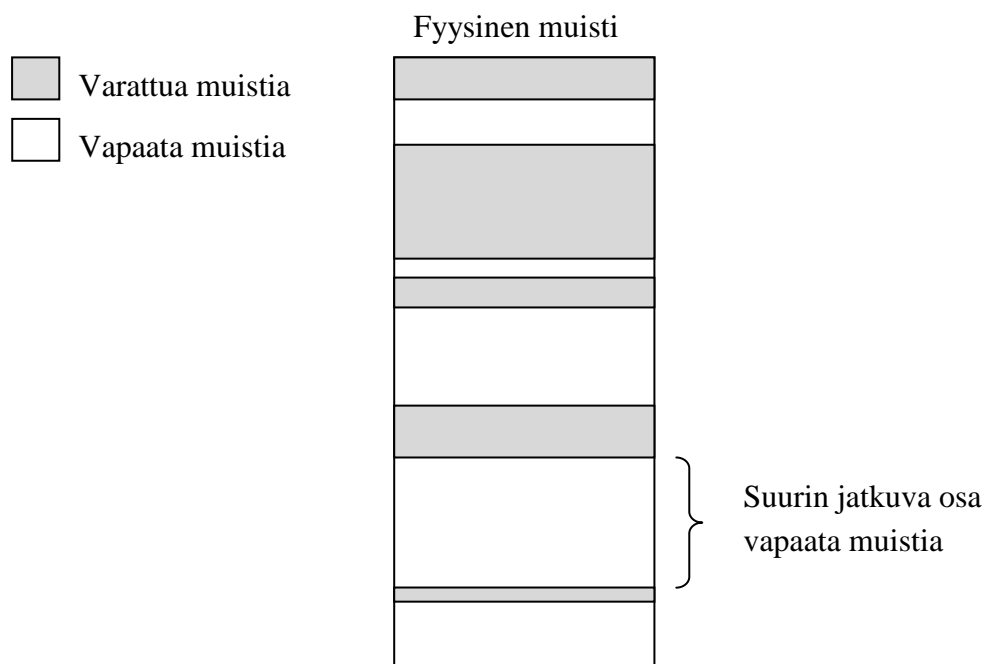 Fyysinen muisti
Varattua muistia
Vapaata muistia
Suurin jatkuva osa
vapaata muistia